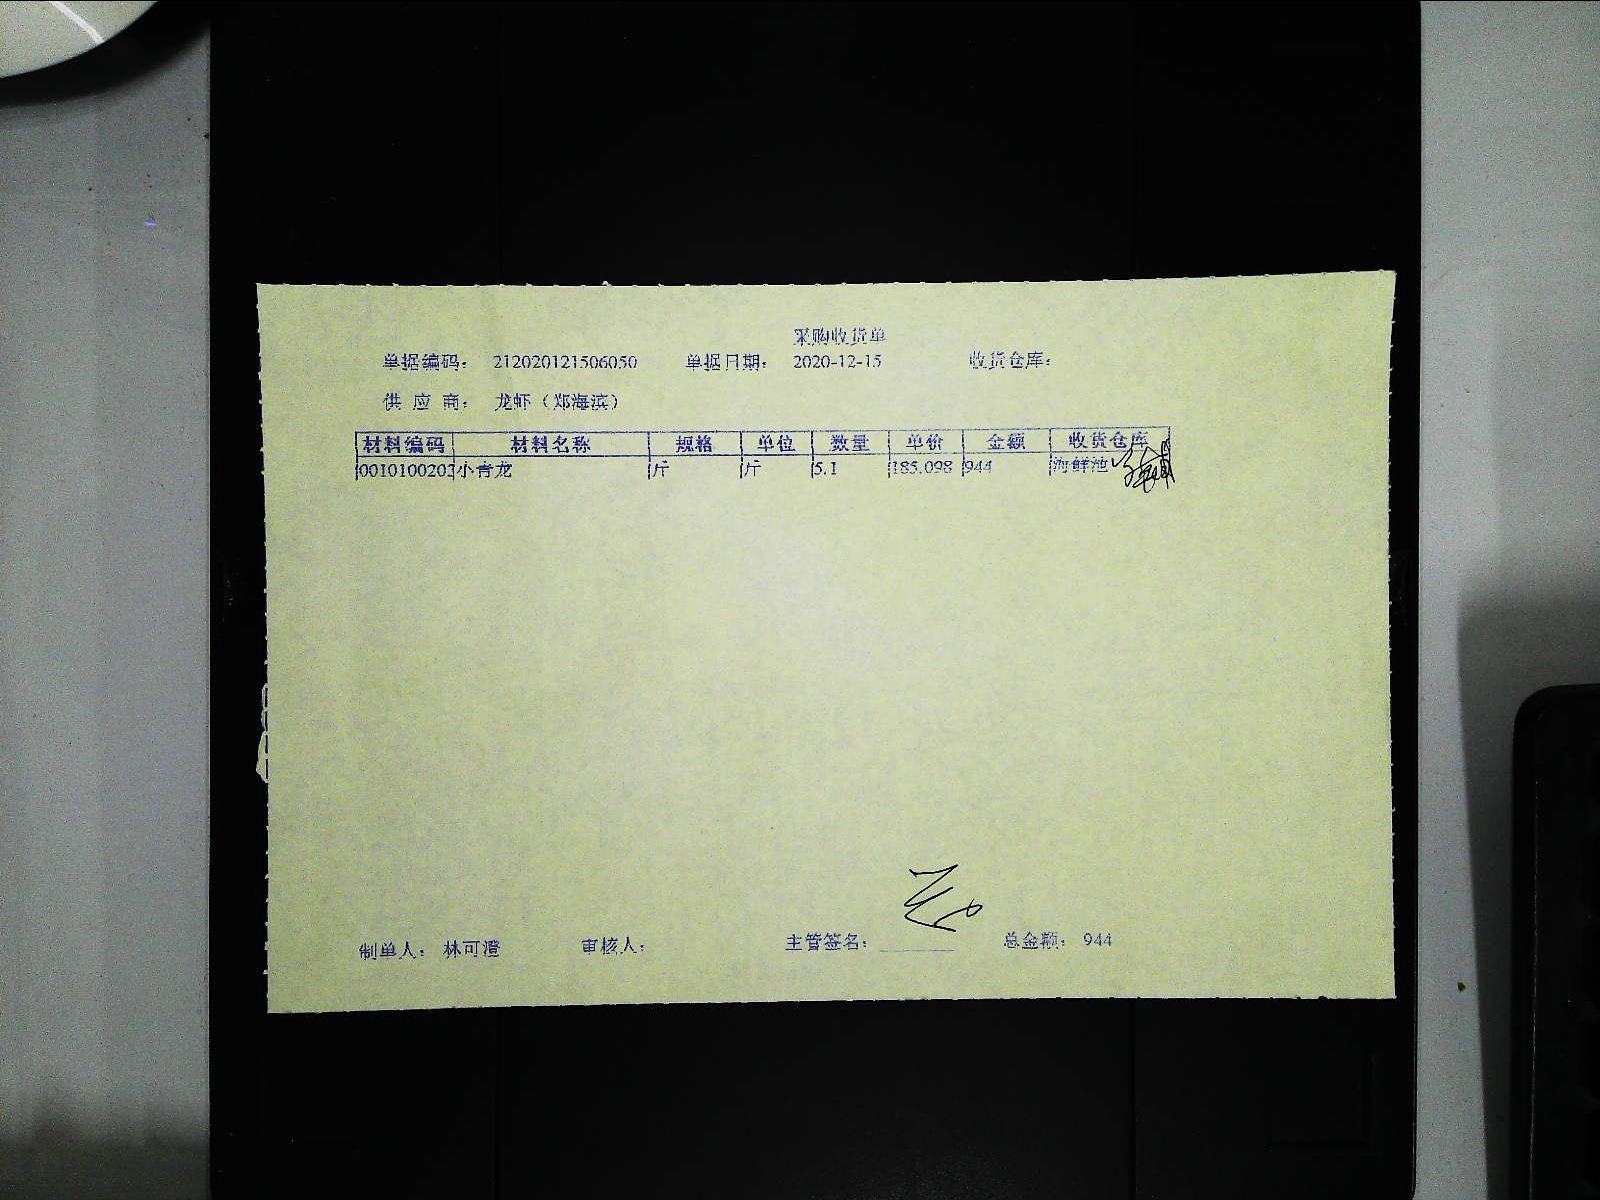 采购收货单
单据编码： 212020121506050 单据日期： 2020-12-15 收货仓库：
供 应 商： 龙虾（郑海滨）
材料编码 材料名称 规格 单位 数量 单价 金额 收货仓库
0010100202 小青龙 斤 斤 5.1 185.098 944 海鲜池
制单人： 林可澄 审核人： 主管签名： 总金额： 944